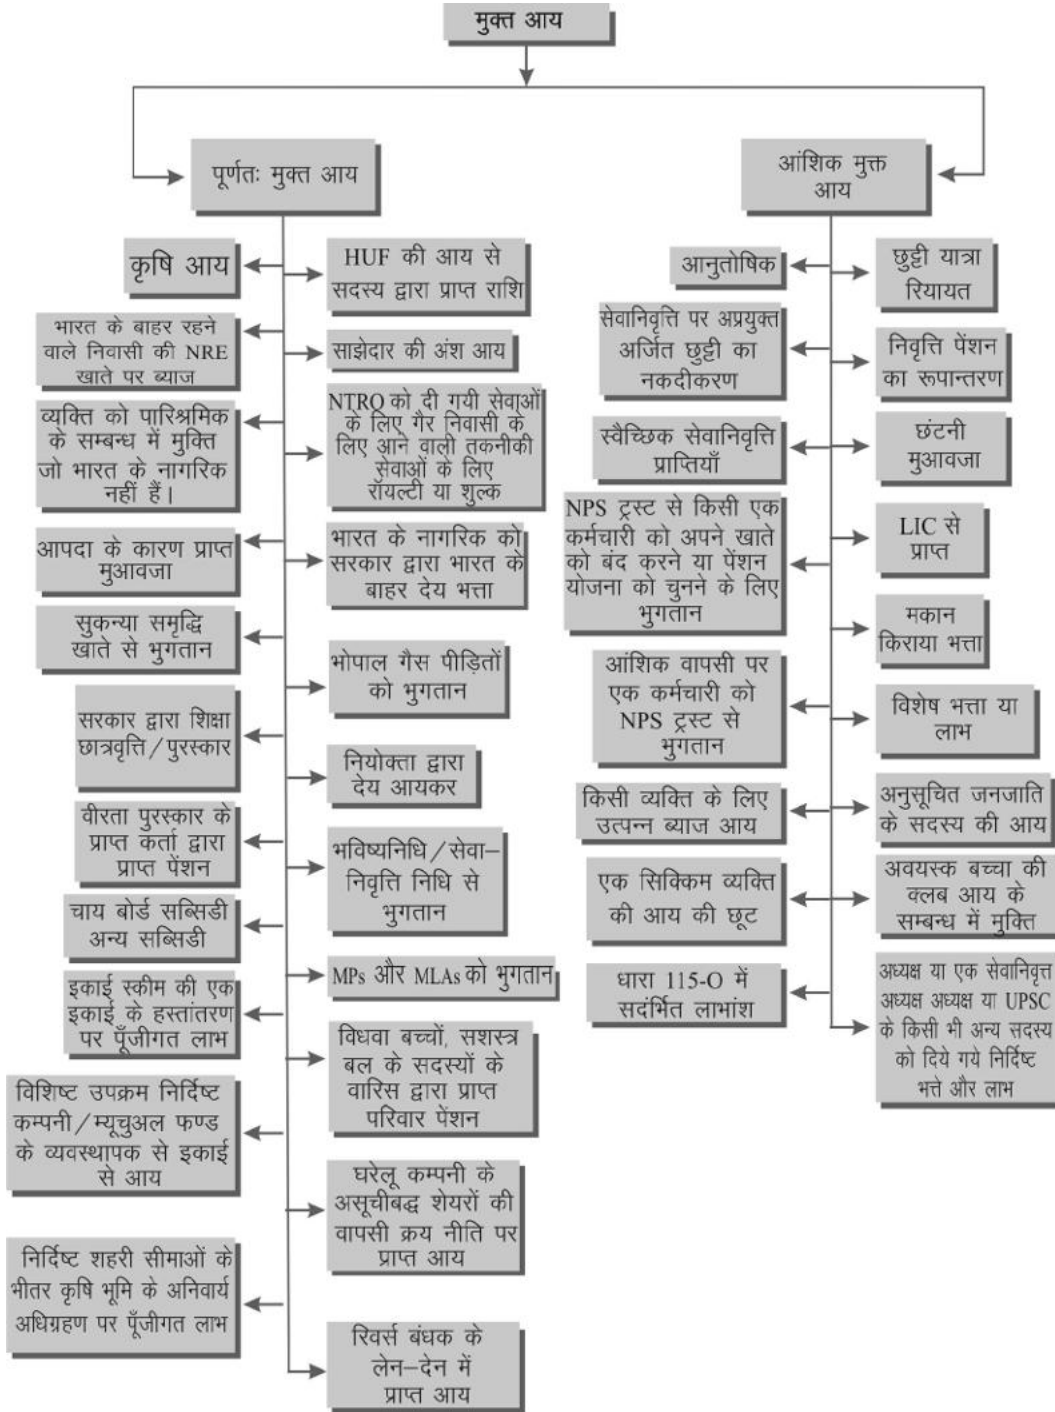 मुक्त आय
पूर्णतः मुक्त आय
कृषि आय
HUF की आय से
सदस्य द्वारा प्राप्त राशि
भारत के बाहर रहने
वाले निवासी की NRE
खाते पर ब्याज
साझेदार की अंश आय
व्यक्ति को पारिश्रमिक
के सम्बन्ध में मुक्ति
जो भारत के नागरिक
नहीं हैं।
NTRO को दी गयी सेवाओं
के लिए गैर निवासी के
लिए आने वाली तकनीकी
सेवाओं के लिए
रॉयल्टी या शुल्क
आपदा के कारण प्राप्त
मुआवजा
भारत के नागरिक को
सरकार द्वारा भारत के
बाहर देय भत्ता
सुकन्या समृद्धि
खाते से भुगतान
भोपाल गैस पीड़ितों
को भुगतान
सरकार द्वारा शिक्षा
छात्रवृत्ति/पुरस्कार
नियोक्ता द्वारा
देय आयकर
वीरता पुरस्कार के
प्राप्त कर्ता द्वारा
प्राप्त पेंशन
भविष्यनिधि/सेवा–
निवृत्ति निधि से
भुगतान
चाय बोर्ड सब्सिडी
अन्य सब्सिडी
MPs और MLAs को भुगतान
इकाई स्कीम की एक
इकाई के हस्तांतरण
पर पूँजीगत लाभ
विधवा बच्चों, सशस्त्र
बल के सदस्यों के
वारिस द्वारा प्राप्त
परिवार पेंशन
विशिष्ट उपक्रम निर्दिष्ट
कम्पनी/म्यूचुअल फण्ड
के व्यवस्थापक से इकाई
से आय
घरेलू कम्पनी के
असूचीबद्ध शेयरों की
वापसी क्रय नीति पर
प्राप्त आय
निर्दिष्ट शहरी सीमाओं के
भीतर कृषि भूमि के अनिवार्य
अधिग्रहण पर पूँजीगत लाभ
रिवर्स बंधक के
लेन–देन में
प्राप्त आय
आंशिक मुक्त
आय
आनुतोषिक
छुट्टी यात्रा
रियायत
सेवानिवृत्ति पर अप्रयुक्त
अर्जित छुट्टी का
नकदीकरण
निवृत्ति पेंशन
का रूपान्तरण
स्वैच्छिक सेवानिवृत्ति
प्राप्तियाँ
छंटनी
मुआवजा
NPS ट्रस्ट से किसी एक
कर्मचारी को अपने खाते
को बंद करने या पेंशन
योजना को चुनने के लिए
भुगतान
LIC से
प्राप्त
मकान
किराया भत्ता
आंशिक वापसी पर
एक कर्मचारी को
NPS ट्रस्ट से
भुगतान
विशेष भत्ता या
लाभ
किसी व्यक्ति के लिए
उत्पन्न ब्याज आय
अनुसूचित जनजाति
के सदस्य की आय
एक सिक्किम व्यक्ति
की आय की छूट
अवयस्क बच्चा की
क्लब आय के
सम्बन्ध में मुक्ति
धारा 115-O में
सदंर्भित लाभांश
अध्यक्ष या एक सेवानिवृत्त
अध्यक्ष अध्यक्ष या UPSC
के किसी भी अन्य सदस्य
को दिये गये निर्दिष्ट
भत्ते और लाभ